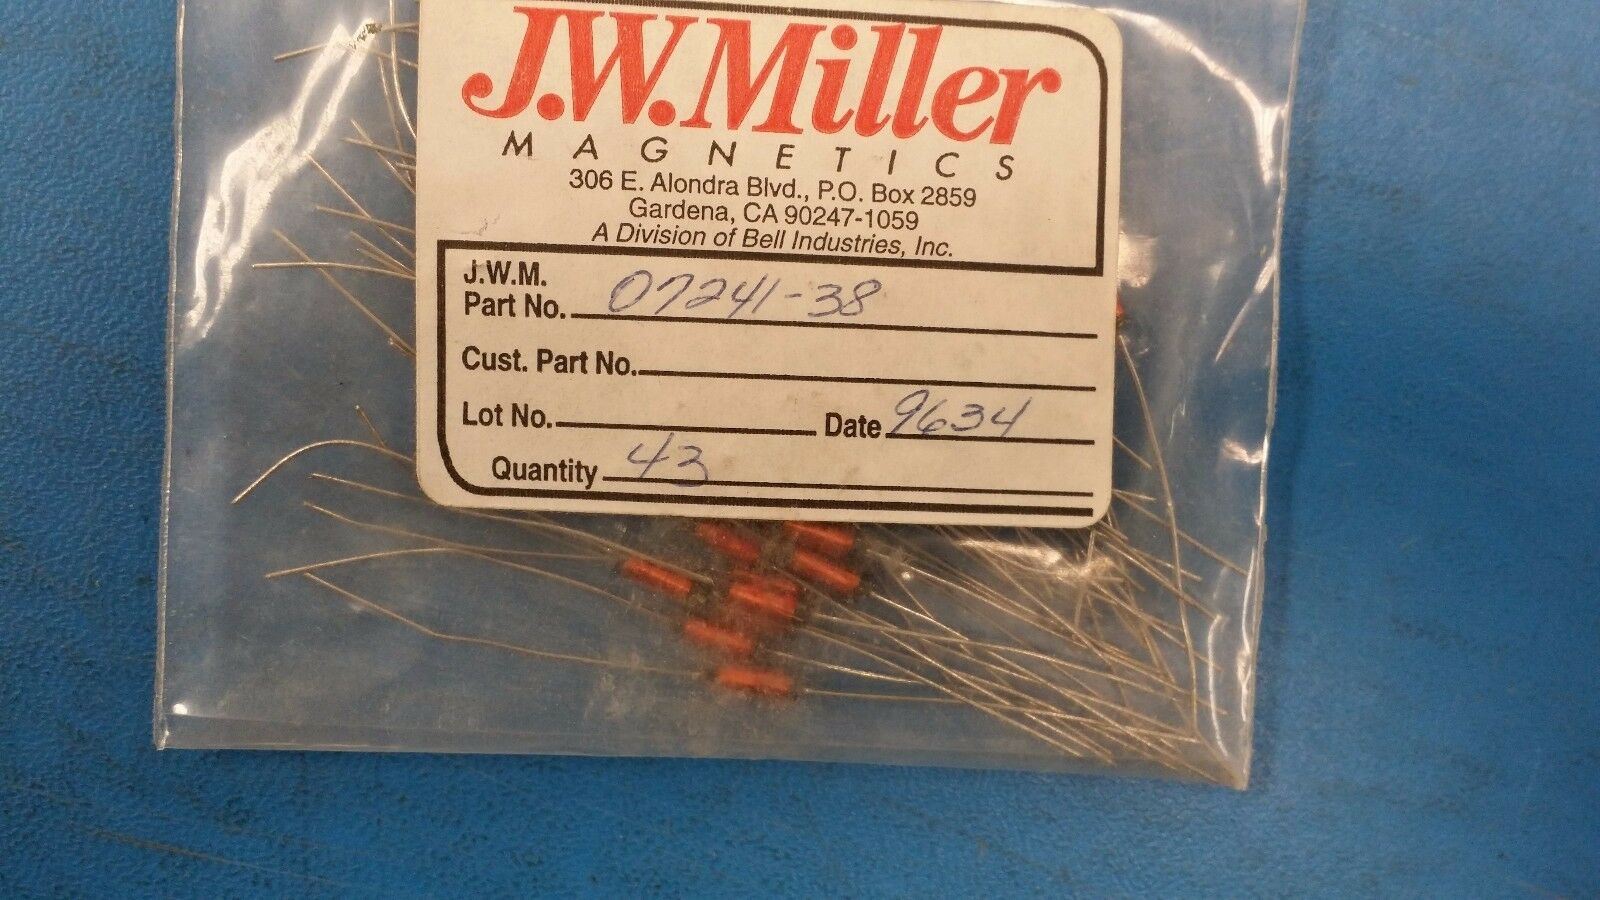 J.W.Miller
MAGNETICS
306 E. Alondra Blvd., P.O. Box 2859
Gardena, CA 90247-1059
A Division of Bell Industries, Inc.
J.W.M.
Part No. 07241-38
Cust. Part No.
Lot No. Date 9634
Quantity 43